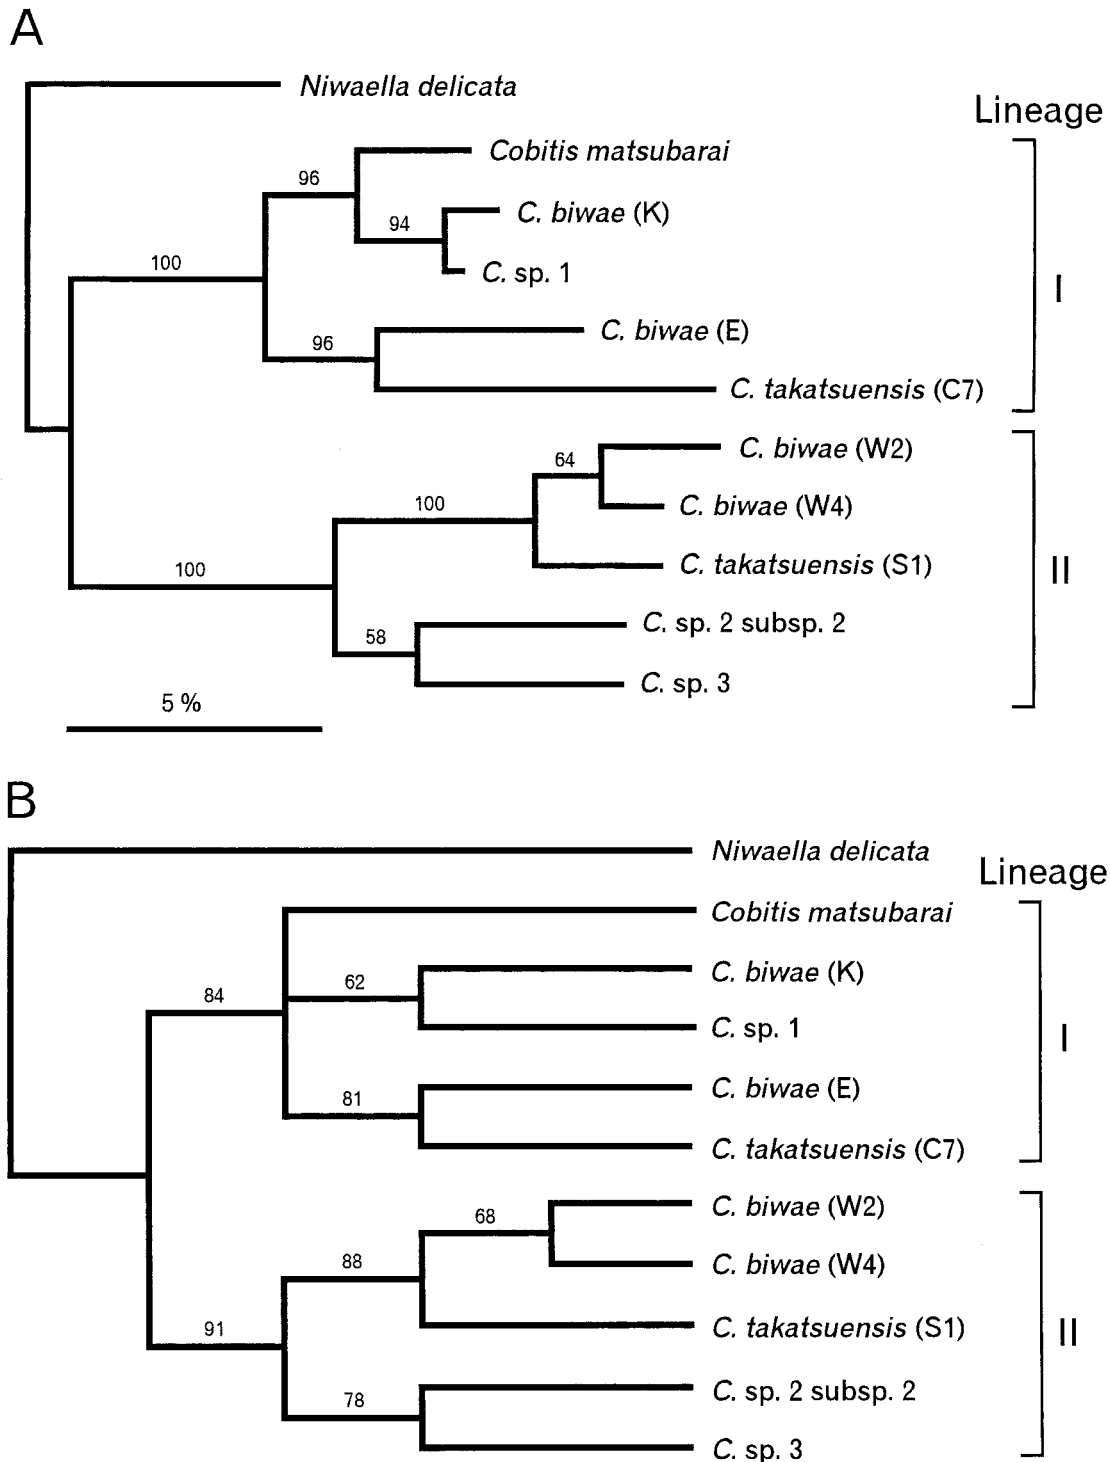 A
Niwaella delicata
Lineage
Cobitis matsubarai
96
C. biwae (K)
94
C. sp. 1
100
I
C. biwae (E)
96
C. takatsuensis (C7)
C. biwae (W2)
64
C. biwae (W4)
100
C. takatsuensis (S1)
100
II
C. sp. 2 subsp. 2
58
C. sp. 3
5 %
B
Niwaella delicata
Lineage
Cobitis matsubarai
C. biwae (K)
62
84
C. sp. 1
I
C. biwae (E)
81
C. takatsuensis (C7)
C. biwae (W2)
68
C. biwae (W4)
88
C. takatsuensis (S1)
91
II
C. sp. 2 subsp. 2
78
C. sp. 3